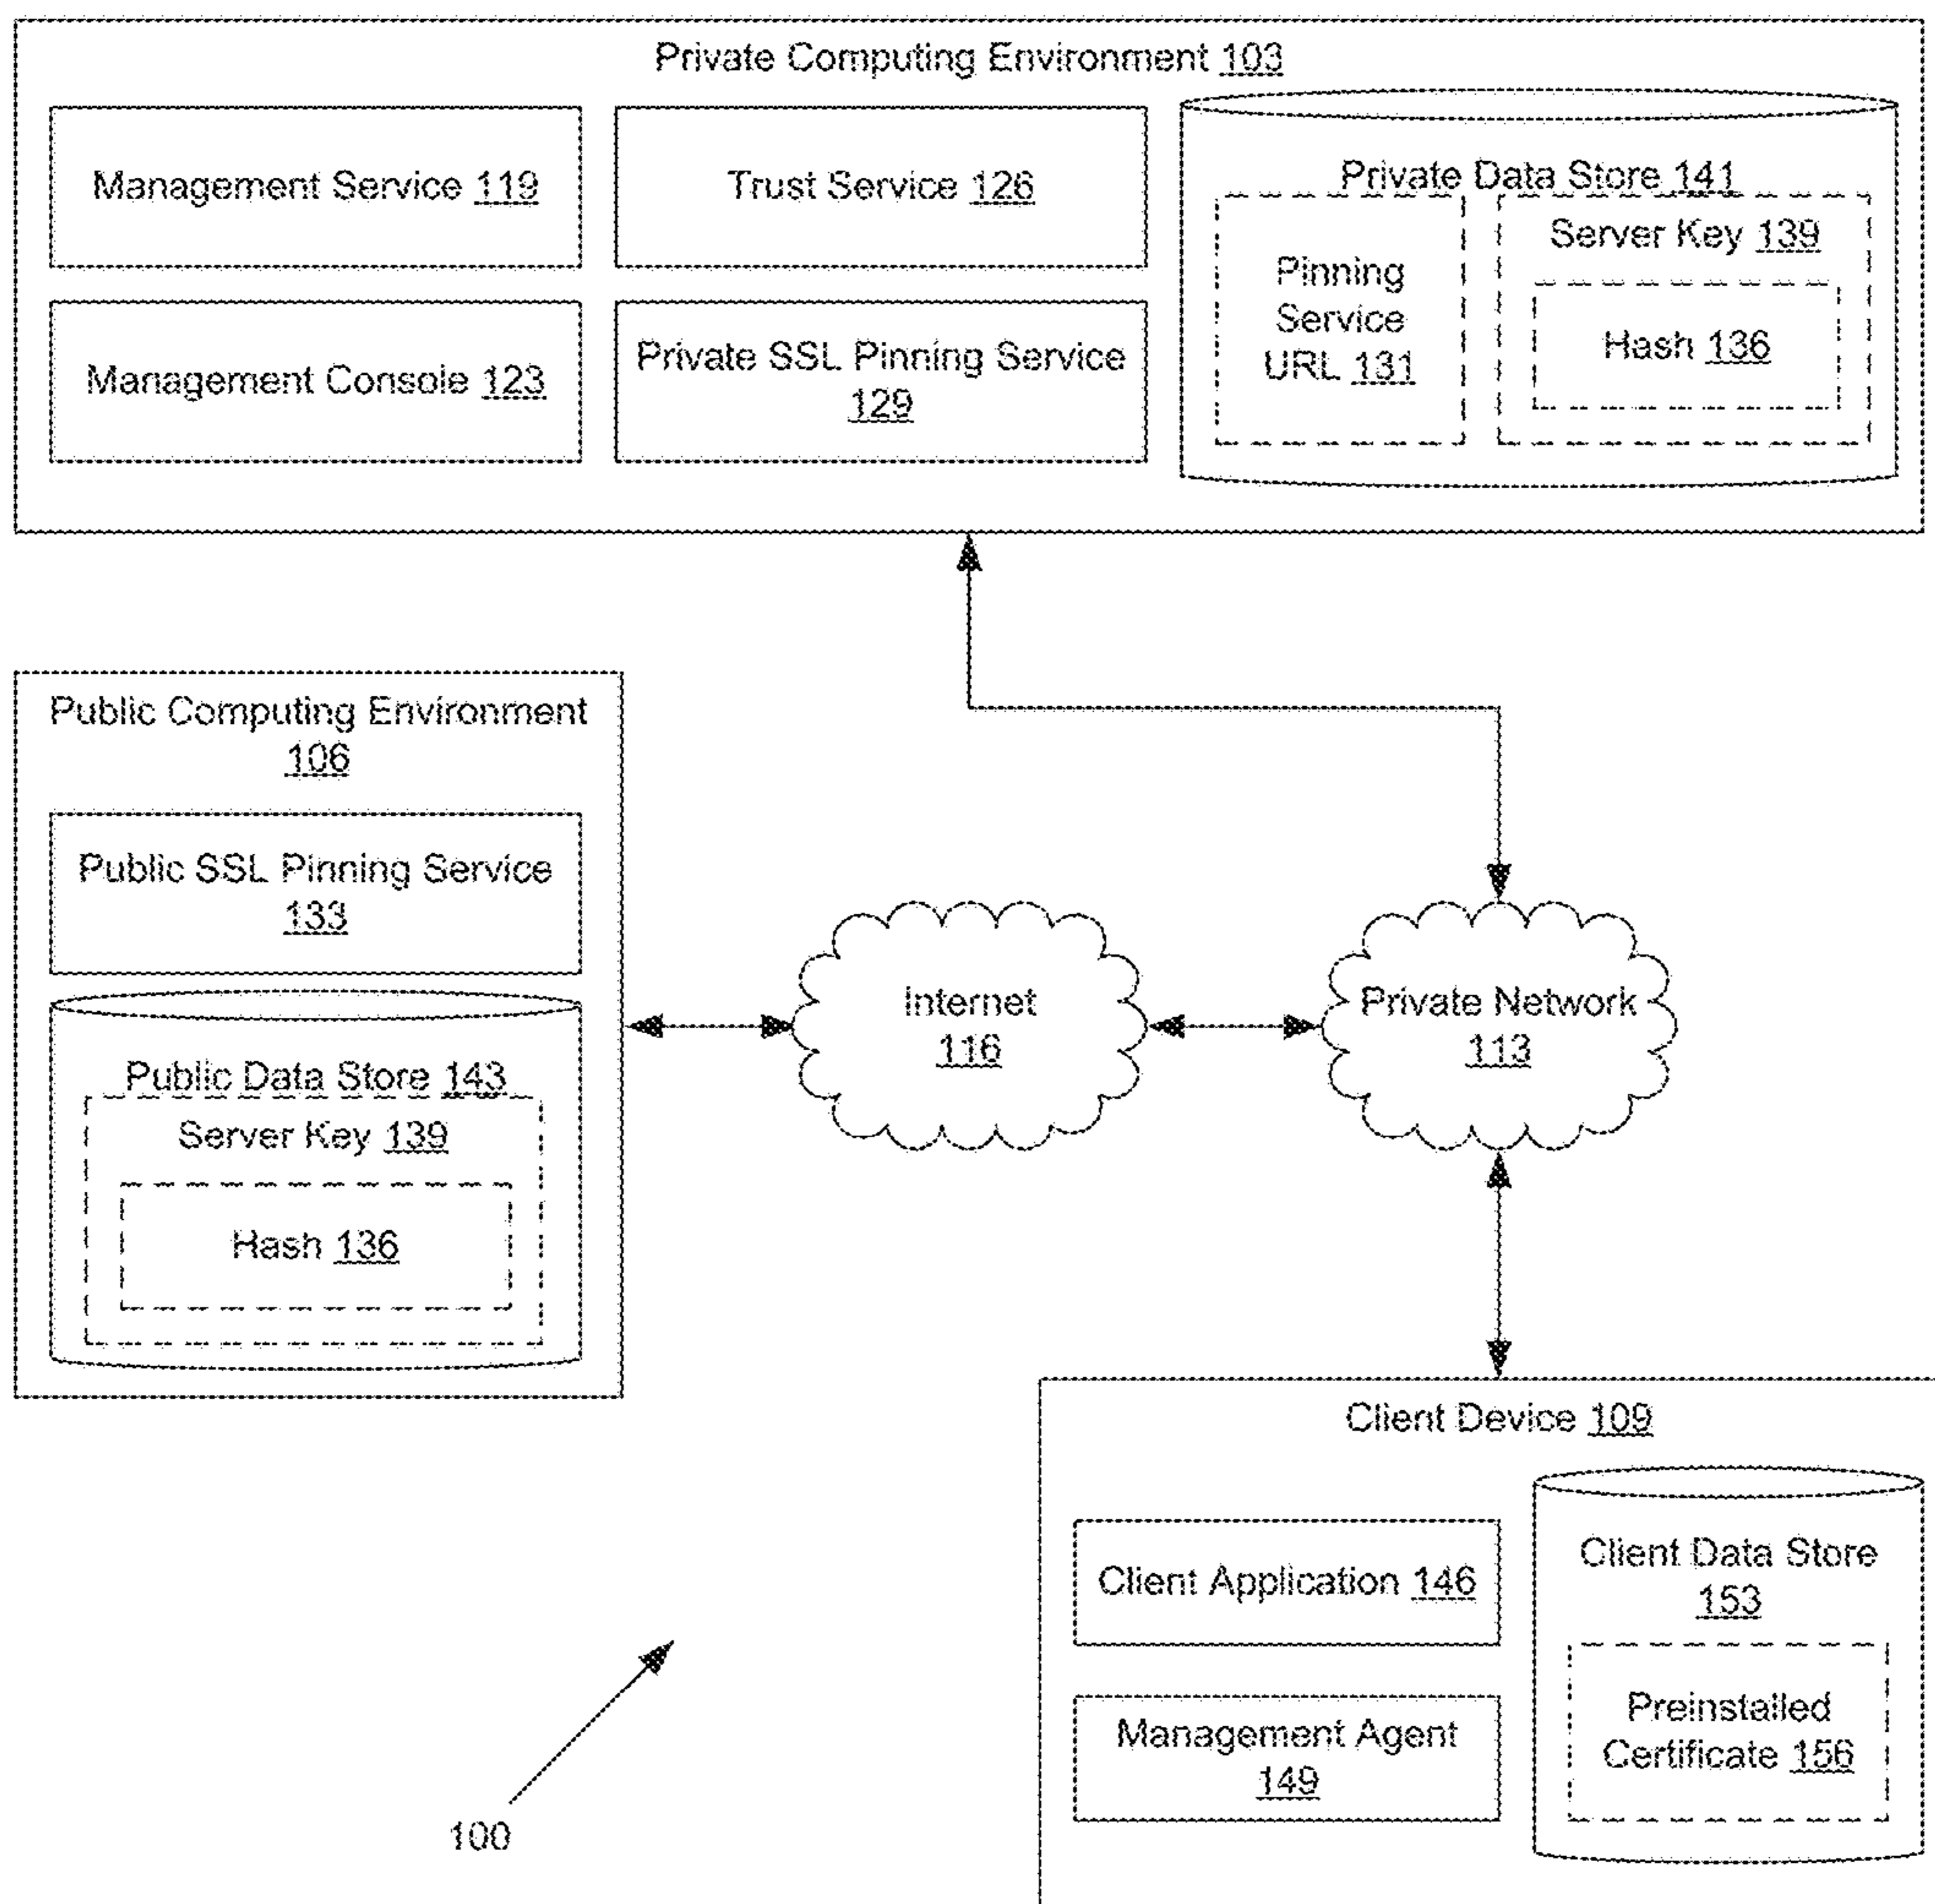 Private Computing Environment 103
Management Service 119
Trust Service 126
Private Data Store 141
Pinning
Service
URL 131
Server Key 139
Hash 136
Management Console 123
Private SSL Pinning Service
129
Public Computing Environment
106
Public SSL Pinning Service
133
Public Data Store 143
Server Key 139
Hash 136
Internet
116
Private Network
113
Client Device 109
Client Application 146
Management Agent
149
Client Data Store
153
Preinstalled
Certificate 156
100